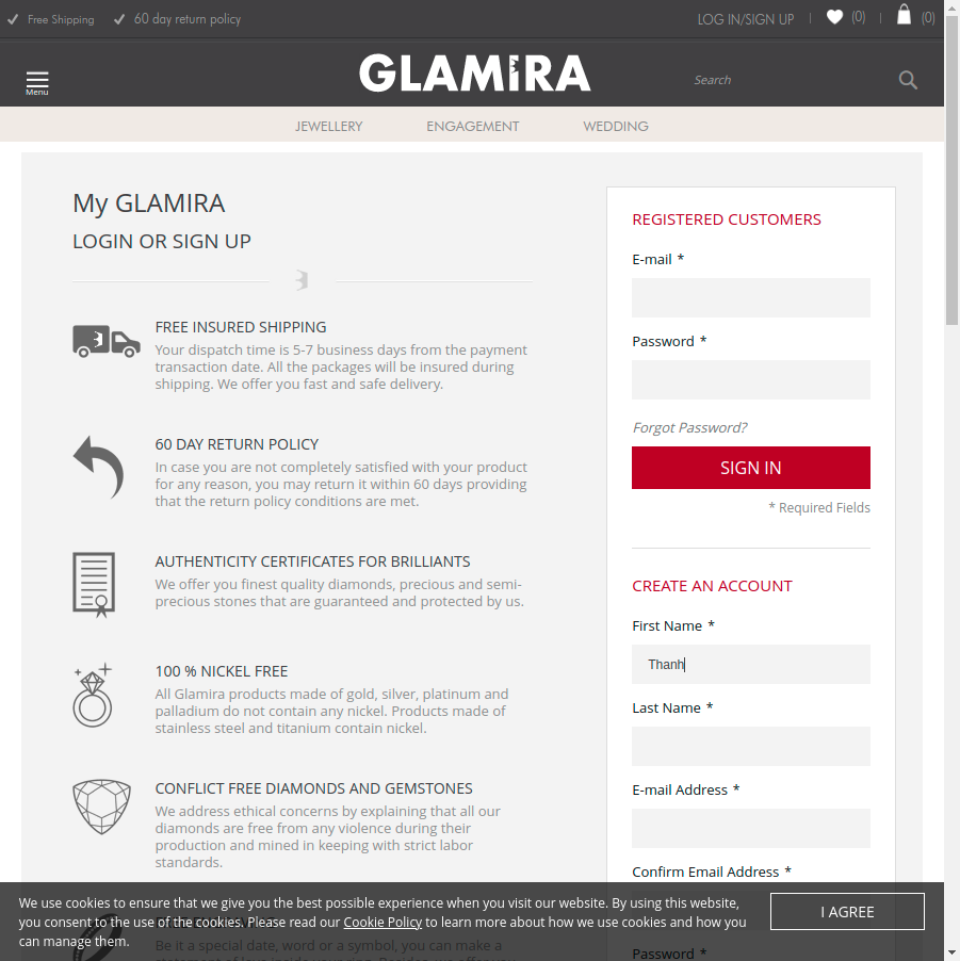 Free Shipping
60 day return policy
LOG IN/SIGN UP
(0)
(0)
Menu
GLAMIRA
Search
JEWELLERY
ENGAGEMENT
WEDDING
My GLAMIRA
LOGIN OR SIGN UP
FREE INSURED SHIPPING
Your dispatch time is 5-7 business days from the payment
transaction date. All the packages will be insured during
shipping. We offer you fast and safe delivery.
60 DAY RETURN POLICY
In case you are not completely satisfied with your product
for any reason, you may return it within 60 days providing
that the return policy conditions are met.
AUTHENTICITY CERTIFICATES FOR BRILLIANTS
We offer you finest quality diamonds, precious and semi-
precious stones that are guaranteed and protected by us.
100 % NICKEL FREE
All Glamira products made of gold, silver, platinum and
palladium do not contain any nickel. Products made of
stainless steel and titanium contain nickel.
CONFLICT FREE DIAMONDS AND GEMSTONES
We address ethical concerns by explaining that all our
diamonds are free from any violence during their
production and mined in keeping with strict labor
standards.
Be it a special date, word or a symbol, you can make a
REGISTERED CUSTOMERS
E-mail *
Password *
Forgot Password?
SIGN IN
* Required Fields
CREATE AN ACCOUNT
First Name *
Thanh
Last Name *
E-mail Address *
Confirm Email Address *
Password *
We use cookies to ensure that we give you the best possible experience when you visit our website. By using this website,
you consent to the use of the cookies. Please read our Cookie Policy to learn more about how we use cookies and how you
can manage them.
I AGREE